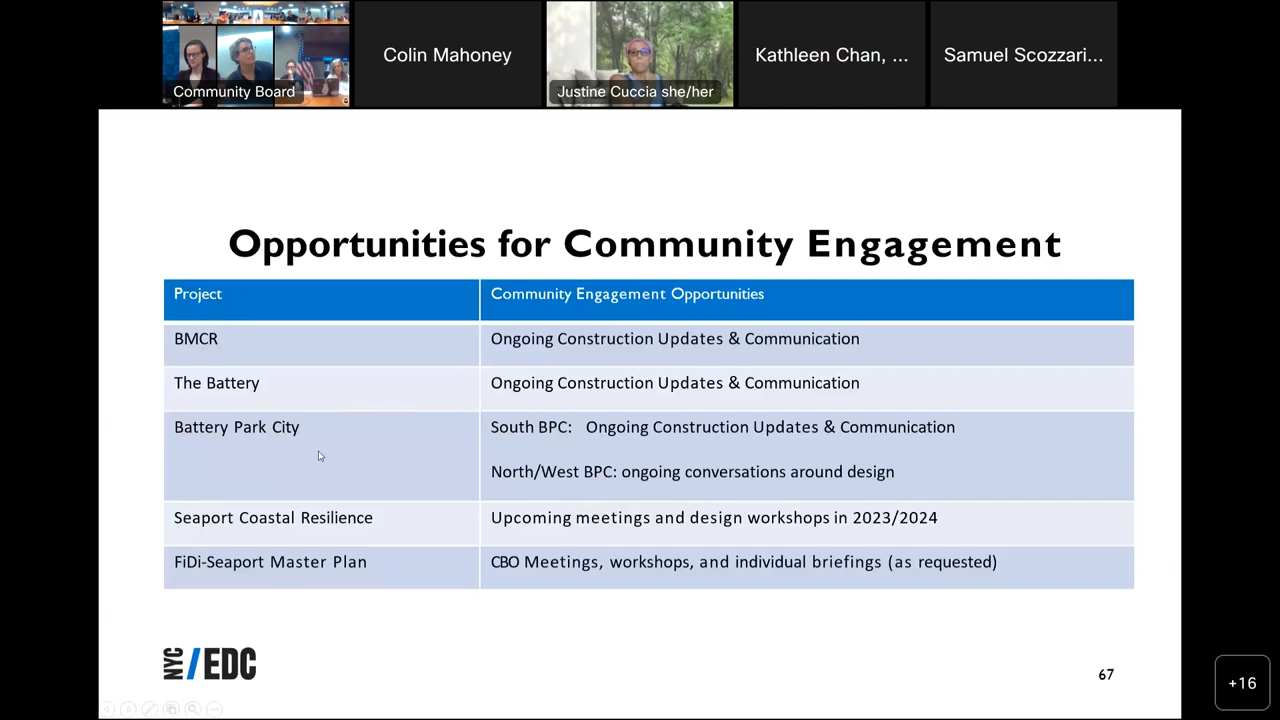 Community Board
Colin Mahoney
Justine Cuccia she/her
Kathleen Chan, ...
Samuel Scozzari...
Opportunities for Community Engagement
Project
Community Engagement Opportunities
BMCR
Ongoing Construction Updates & Communication
The Battery
Ongoing Construction Updates & Communication
Battery Park City
South BPC: Ongoing Construction Updates & Communication
North/West BPC: ongoing conversations around design
Seaport Coastal Resilience
Upcoming meetings and design workshops in 2023/2024
FiDi-Seaport Master Plan
CBO Meetings, workshops, and individual briefings (as requested)
NYC/EDC
67
+16